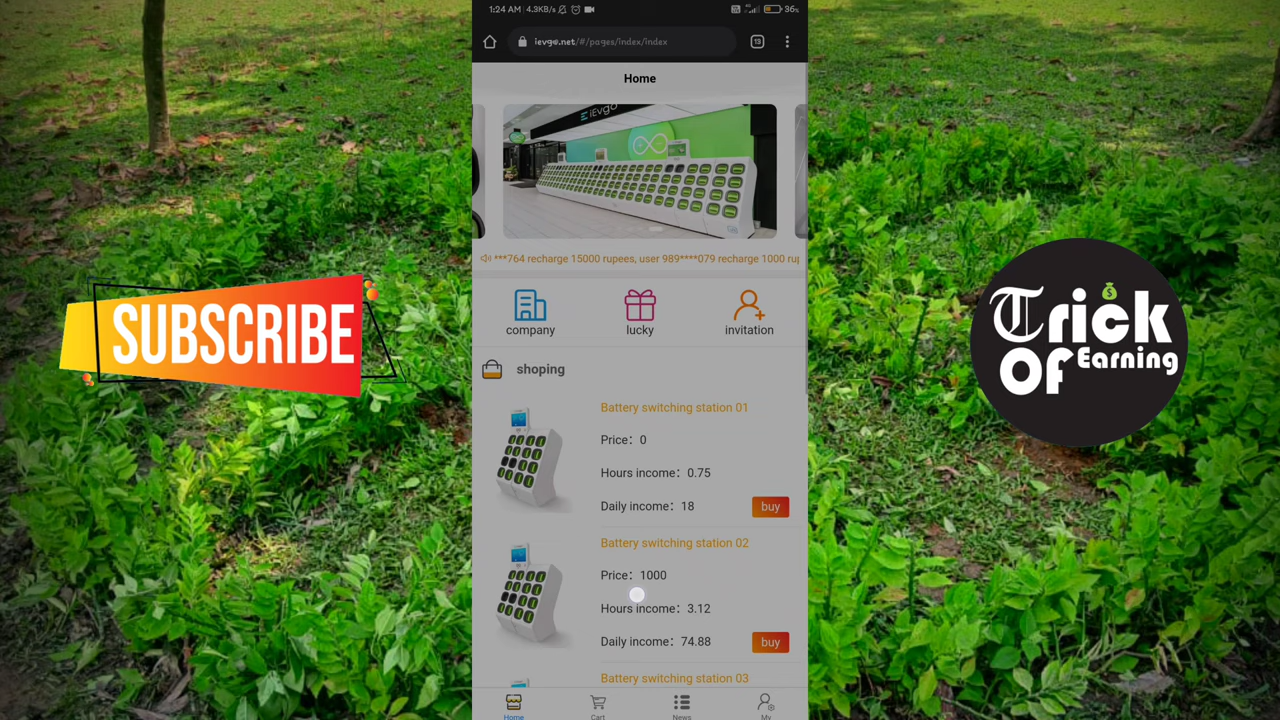 1:24 AM 4.3KB/s
36%
ievgo.net/#/pages/index/index
13
Home
iEvgo
***764 recharge 15000 rupees, user 989****079 recharge 1000 rup
company
lucky
invitation
shoping
Battery switching station 01
Price: 0
Hours income: 0.75
Daily income: 18
buy
Battery switching station 02
Price: 1000
Hours income: 3.12
Daily income: 74.88
buy
Battery switching station 03
Home
Cart
News
My
SUBSCRIBE
Trick
OF Earning